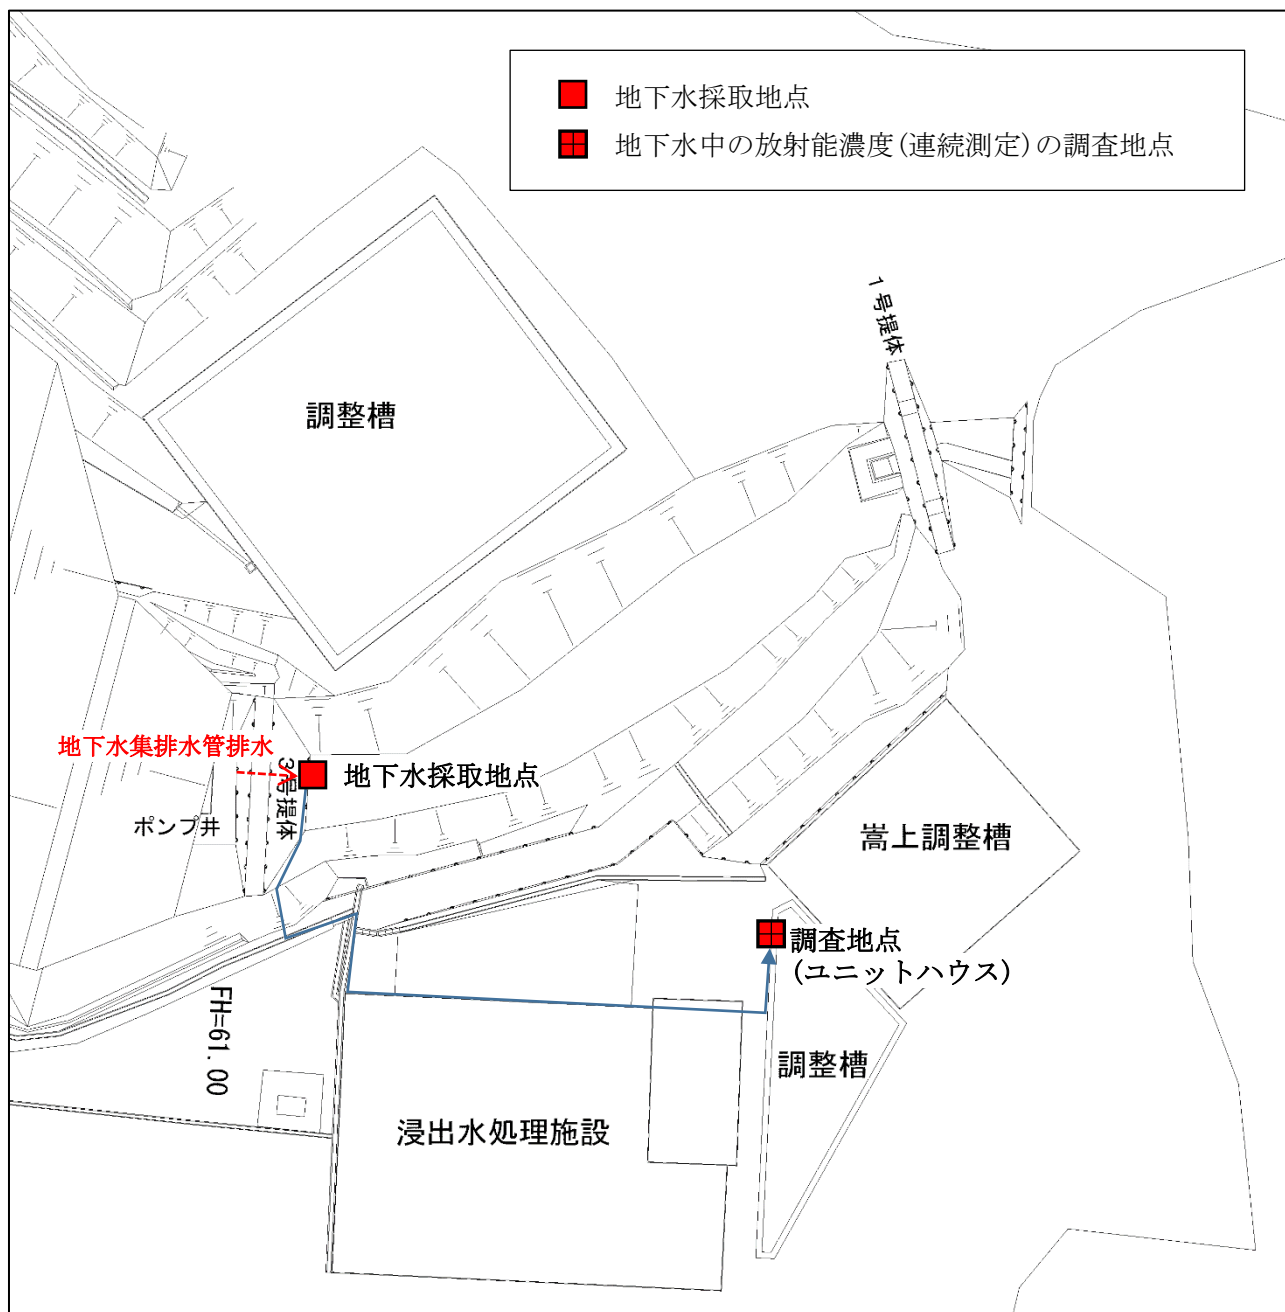 地下水採取地点
地下水中の放射能濃度(連続測定)の調査地点
1号提体
調整槽
地下水集排水管排水
地下水採取地点
3号提体
ポンプ井
嵩上調整槽
調査地点
(ユニットハウス)
FH=61.00
調整槽
浸出水処理施設